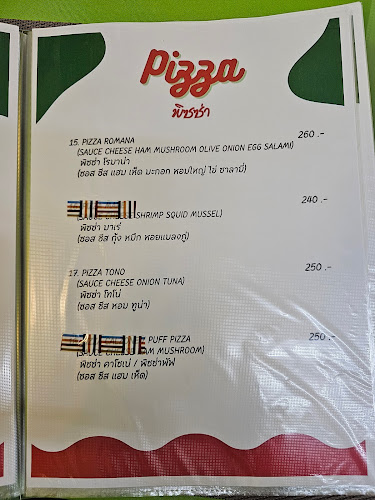 Pizza
พิซซ่า
15. PIZZA ROMANA 260 .-
(SAUCE CHEESE HAM MUSHROOM OLIVE ONION EGG SALAMI)
พิซซ่า โรมาน่า
(ซอส ชีส แฮม เห็ด มะกอก หอมใหญ่ ไข่ ซาลามี่)
240 .-
SHRIMP SQUID MUSSEL)
พิซซ่า มาเร่
(ซอส ชีส กุ้ง หมึก หอยแมลงภู่)
17. PIZZA TONO 250 .-
(SAUCE CHEESE ONION TUNA)
พิซซ่า โทโน่
(ซอส ชีส หอม ทูน่า)
PUFF PIZZA 250 .-
HAM MUSHROOM)
พิซซ่า คาโซเน่ / พิซซ่าพัฟ
(ซอส ชีส แฮม เห็ด)